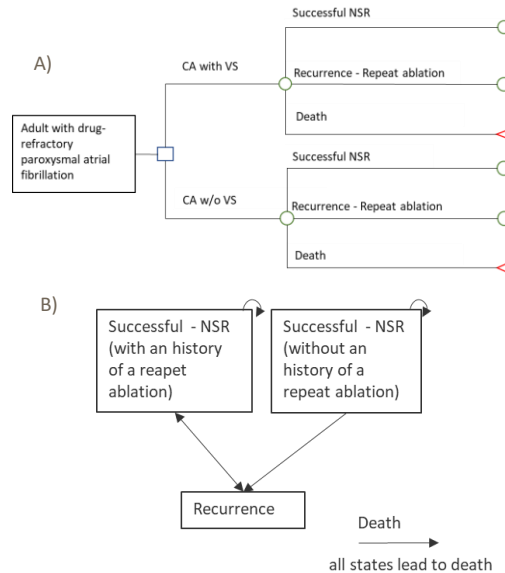 A)
Successful NSR
CA with VS
Recurrence - Repeat ablation
Death
Adult with drug-
refractory
paroxysmal atrial
fibrillation
Successful NSR
CA w/o VS
Recurrence - Repeat ablation
Death
B)
Successful - NSR
(with an history
of a reapet
ablation)
Successful - NSR
(without an
history of a
repeat ablation)
Recurrence
Death
all states lead to death